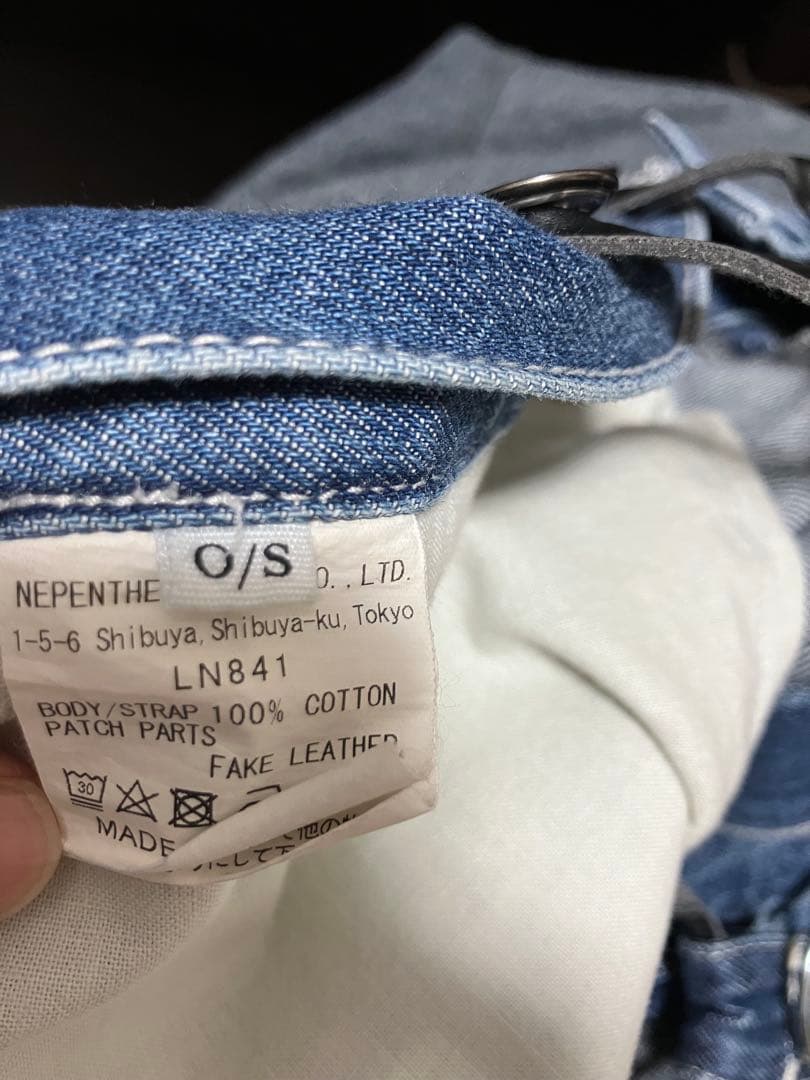 O/S
NEPENTHE O.,LTD.
1-5-6 Shibuya, Shibuya-ku, Tokyo
LN841
BODY/STRAP 100% COTTON
PATCH PARTS
FAKE LEATHER
30
MADE